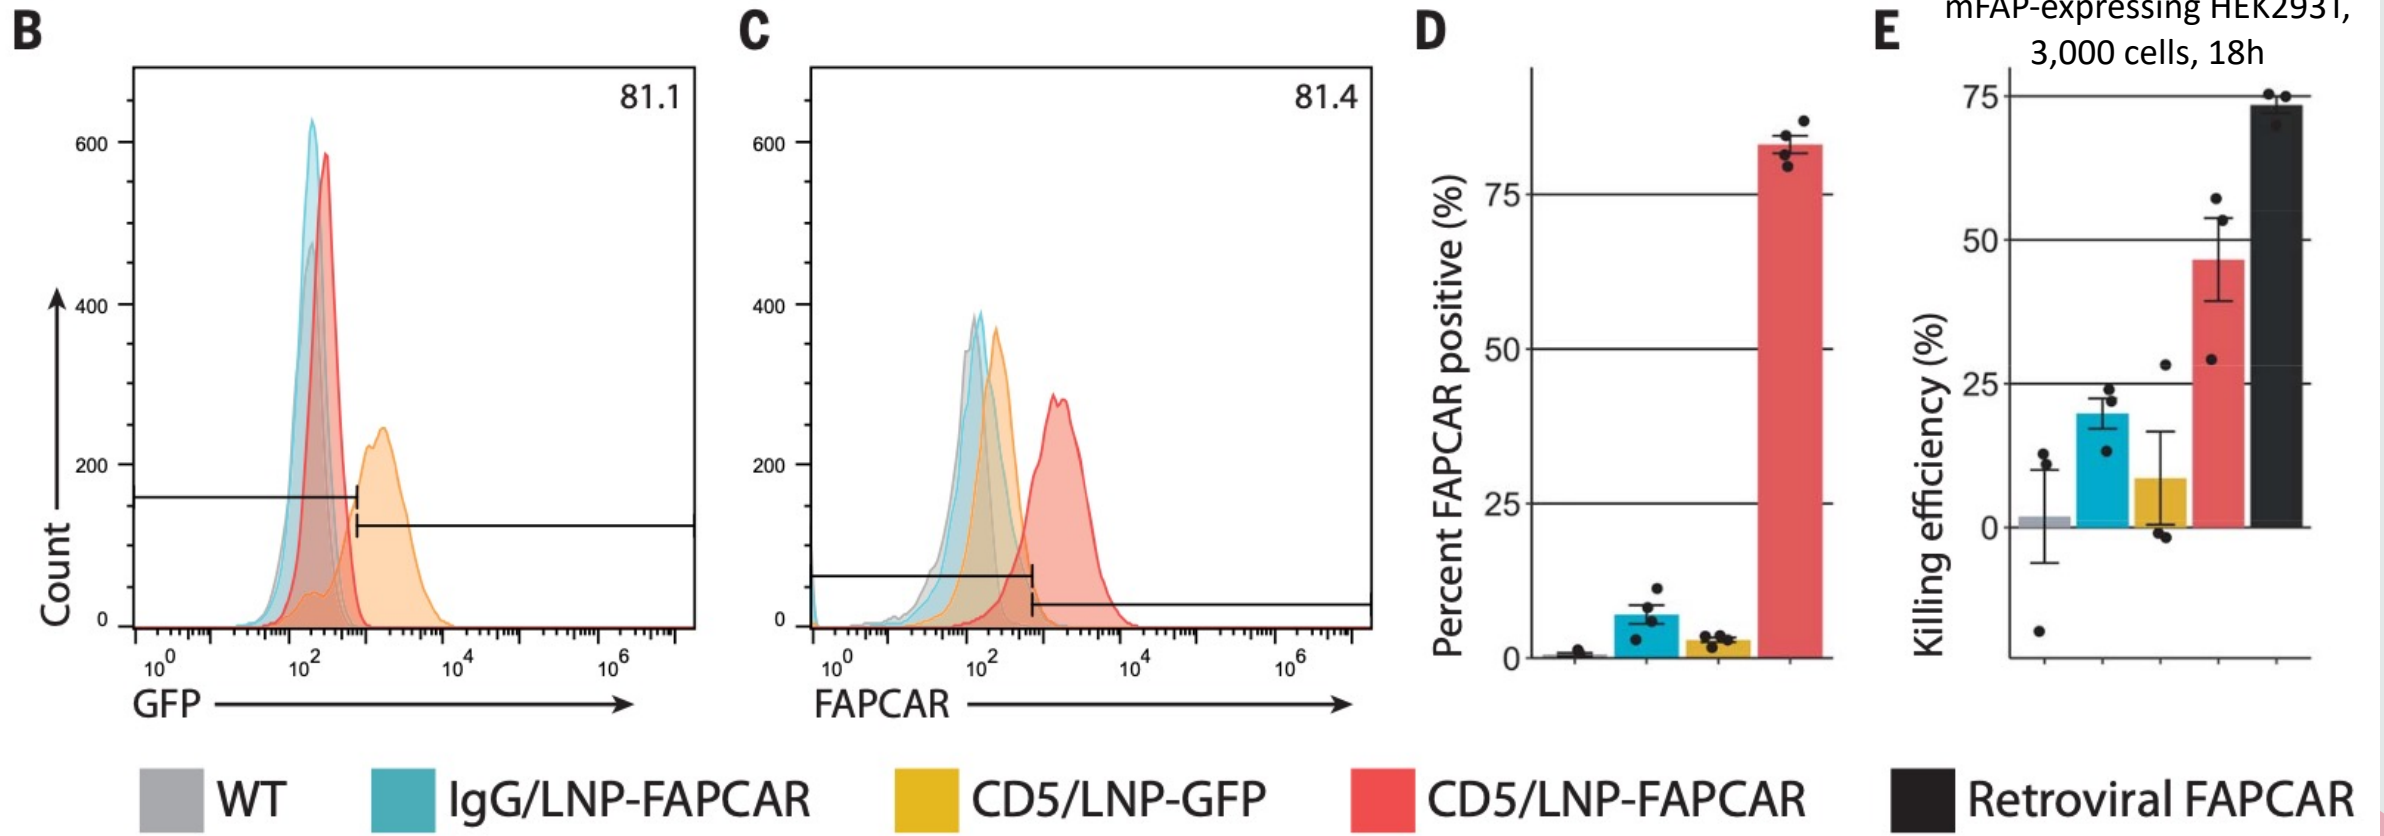 B
81.1
600
400
200
0
Count
10^0 10^2 10^4 10^6
GFP
C
81.4
600
400
200
0
10^0 10^2 10^4 10^6
FAPCAR
D
Percent FAPCAR positive (%)
75
50
25
0
E
mFAP-expressing HEK293T,
3,000 cells, 18h
Killing efficiency (%)
75
50
25
0
WT
IgG/LNP-FAPCAR
CD5/LNP-GFP
CD5/LNP-FAPCAR
Retroviral FAPCAR